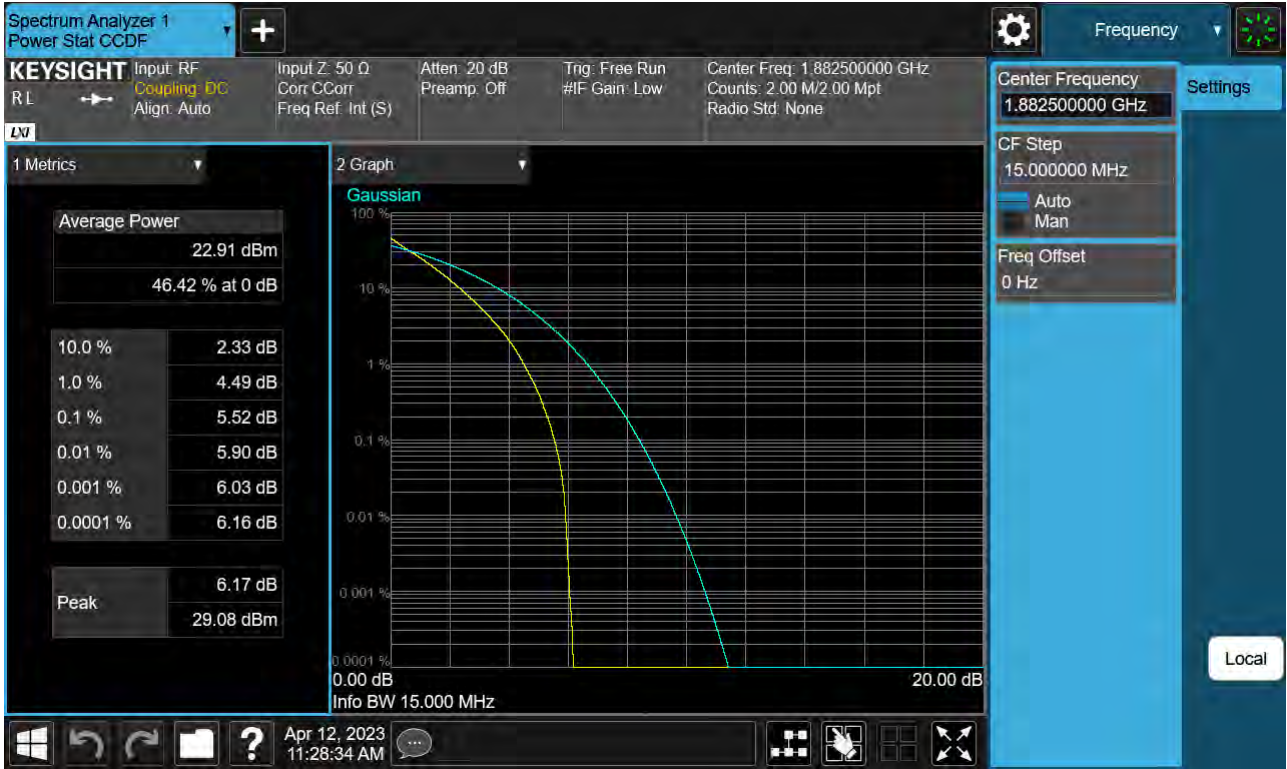 Spectrum Analyzer 1
Power Stat CCDF
Frequency
KEYSIGHT
R L
LXI
Input: RF
Coupling: DC
Align: Auto
Input Z: 50 Ω
Corr CCorr
Freq Ref: Int (S)
Atten: 20 dB
Preamp: Off
Trig: Free Run
#IF Gain: Low
Center Freq: 1.882500000 GHz
Counts: 2.00 M/2.00 Mpt
Radio Std: None
Center Frequency
1.882500000 GHz
Settings
CF Step
15.000000 MHz
Auto
Man
Freq Offset
0 Hz
1 Metrics
Average Power
22.91 dBm
46.42 % at 0 dB
10.0 % 2.33 dB
1.0 % 4.49 dB
0.1 % 5.52 dB
0.01 % 5.90 dB
0.001 % 6.03 dB
0.0001 % 6.16 dB
Peak
6.17 dB
29.08 dBm
2 Graph
Gaussian
100 %
10 %
1 %
0.1 %
0.01 %
0.001 %
0.0001 %
0.00 dB 20.00 dB
Info BW 15.000 MHz
Local
?
Apr 12, 2023
11:28:34 AM